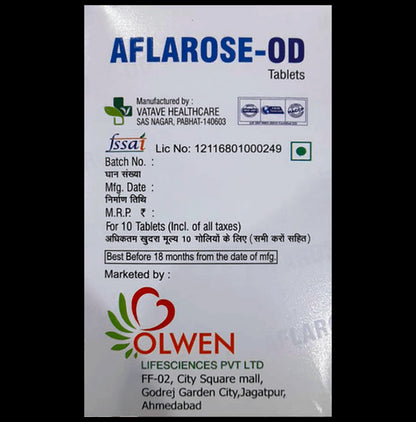 AFLAROSE-OD
Tablets
Manufactured by :
VATAVE HEALTHCARE
SAS NAGAR, PABHAT-140603
fssai Lic No: 12116801000249
Batch No. :
घान संख्या
Mfg. Date :
निर्माण तिथि
M.R.P. ₹ :
For 10 Tablets (Incl. of all taxes)
अधिकतम खुदरा मूल्य 10 गोलियों के लिए (सभी करों सहित)
Best Before 18 months from the date of mfg.
Marketed by :
OLWEN
LIFESCIENCES PVT LTD
FF-02, City Square mall,
Godrej Garden City,Jagatpur,
Ahmedabad